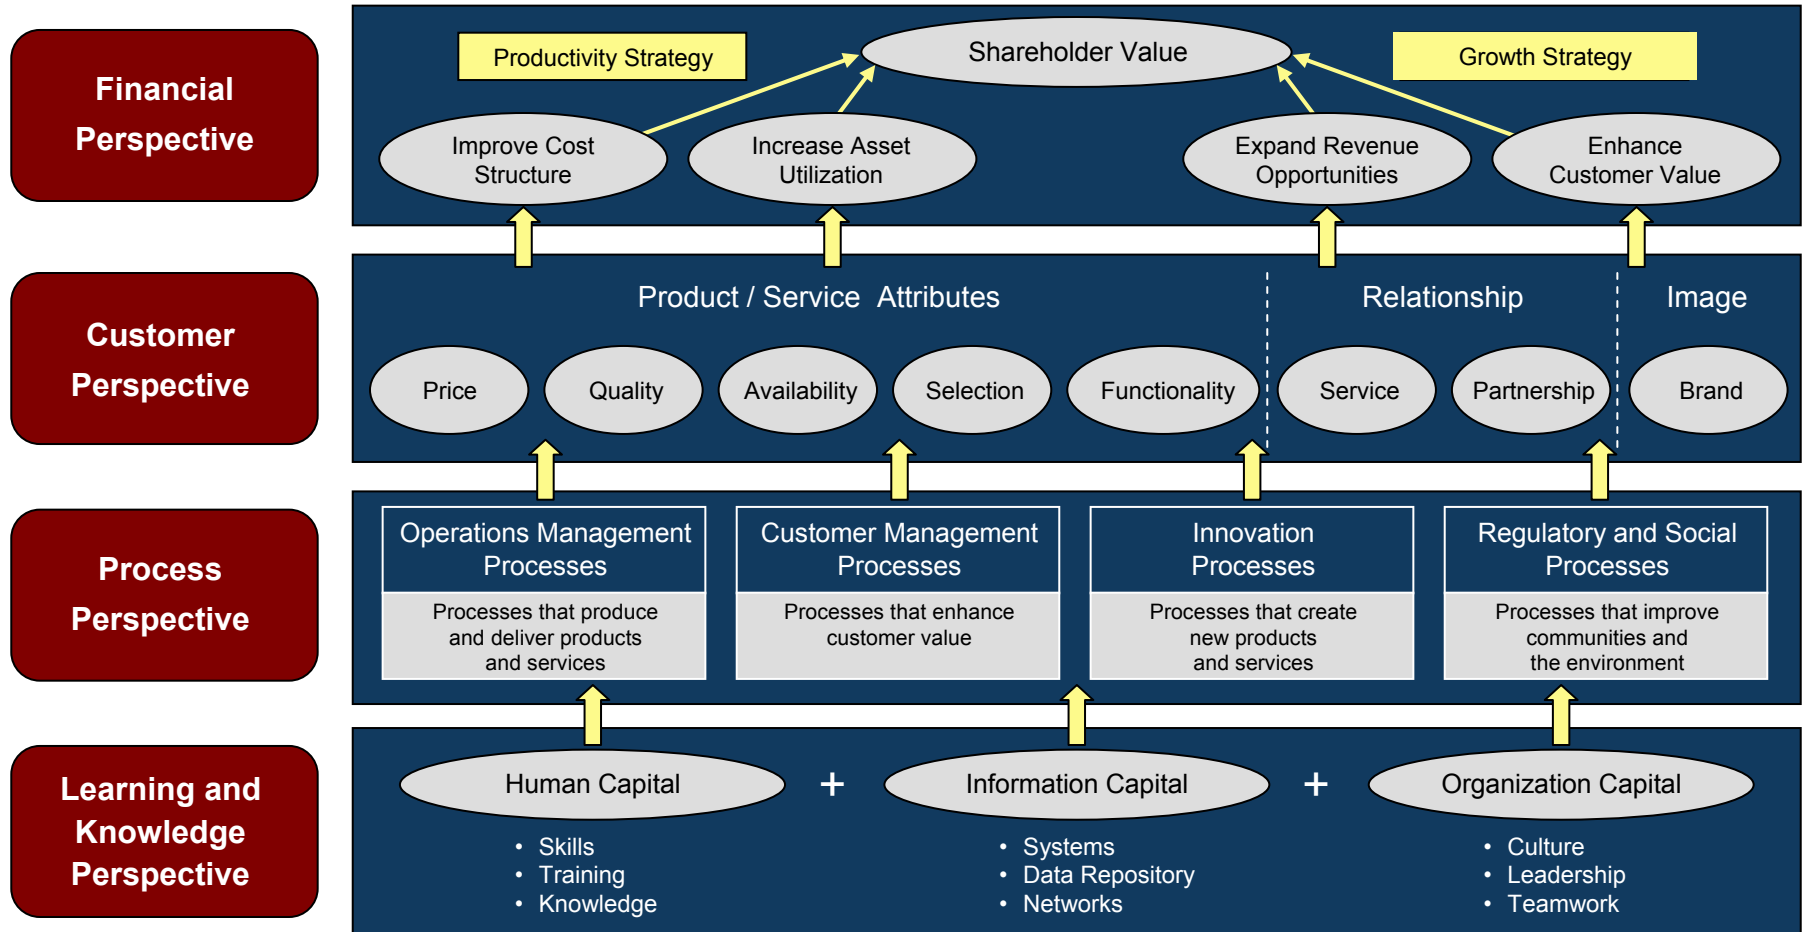 Financial
Perspective
Productivity Strategy
Shareholder Value
Growth Strategy
Improve Cost
Structure
Increase Asset
Utilization
Expand Revenue
Opportunities
Enhance
Customer Value
Customer
Perspective
Product / Service Attributes
Relationship
Image
Price
Quality
Availability
Selection
Functionality
Service
Partnership
Brand
Process
Perspective
Operations Management
Processes
Processes that produce
and deliver products
and services
Customer Management
Processes
Processes that enhance
customer value
Innovation
Processes
Processes that create
new products
and services
Regulatory and Social
Processes
Processes that improve
communities and
the environment
Learning and
Knowledge
Perspective
Human Capital
+
Information Capital
+
Organization Capital
• Skills
• Training
• Knowledge
• Systems
• Data Repository
• Networks
• Culture
• Leadership
• Teamwork